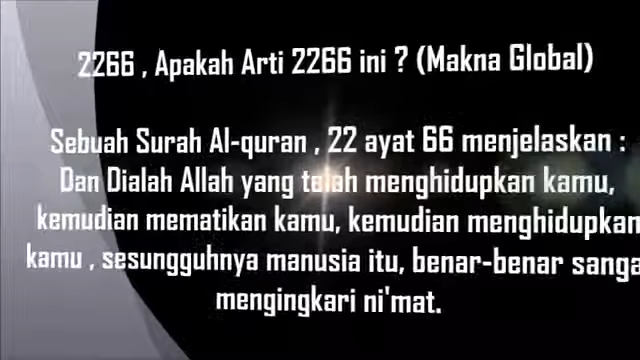 2266 , Apakah Arti 2266 ini ? (Makna Global)
Sebuah Surah Al-quran , 22 ayat 66 menjelaskan :
Dan Dialah Allah yang telah menghidupkan kamu,
kemudian mematikan kamu, kemudian menghidupkan
kamu , sesungguhnya manusia itu, benar-benar sanga
mengingkari ni'mat.